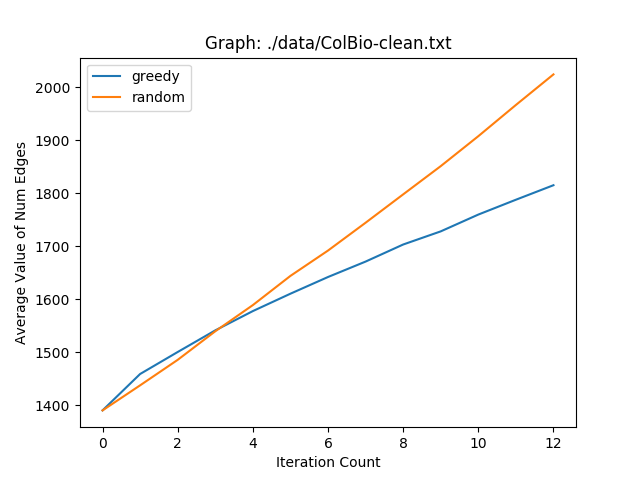 Graph: ./data/ColBio-clean.txt
greedy
random
2000
1900
1800
1700
1600
1500
1400
Average Value of Num Edges
0 2 4 6 8 10 12
Iteration Count